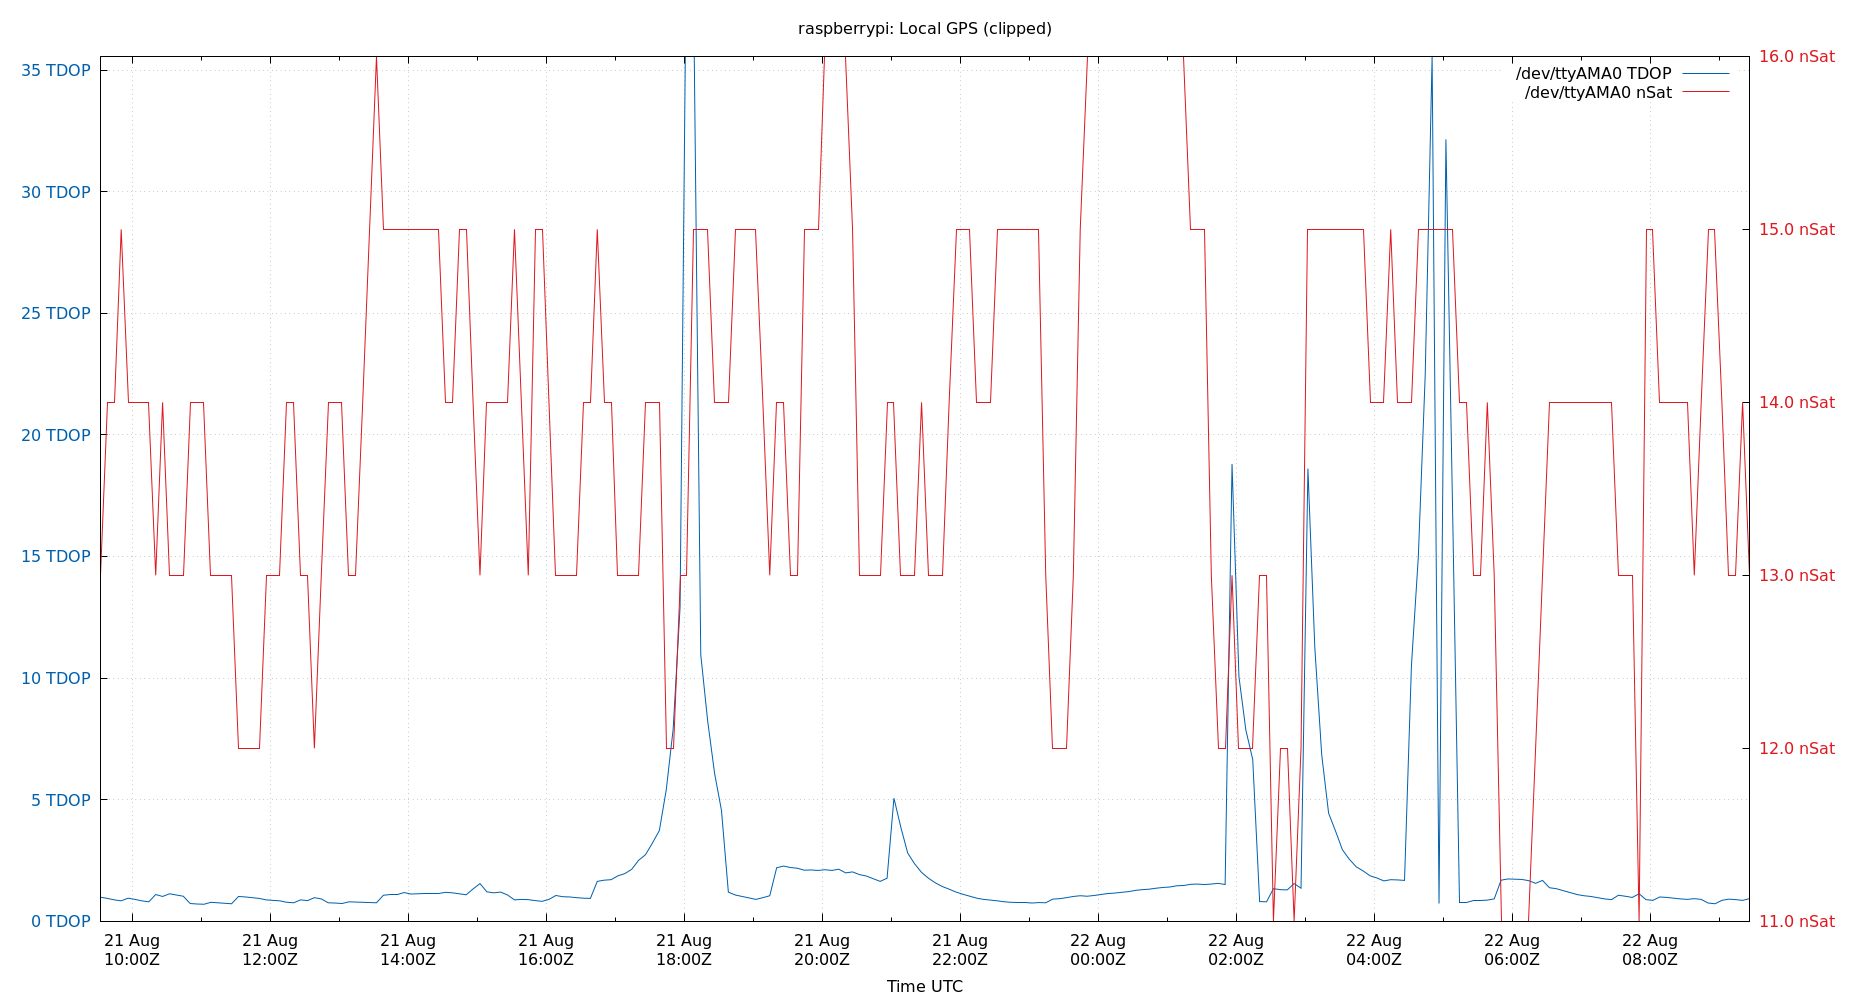 raspberrypi: Local GPS (clipped)
35 TDOP
30 TDOP
25 TDOP
20 TDOP
15 TDOP
10 TDOP
5 TDOP
0 TDOP
16.0 nSat
15.0 nSat
14.0 nSat
13.0 nSat
12.0 nSat
11.0 nSat
/dev/ttyAMA0 TDOP
/dev/ttyAMA0 nSat
21 Aug 21 Aug 21 Aug 21 Aug 21 Aug 21 Aug 21 Aug 22 Aug 22 Aug 22 Aug 22 Aug 22 Aug
10:00Z 12:00Z 14:00Z 16:00Z 18:00Z 20:00Z 22:00Z 00:00Z 02:00Z 04:00Z 06:00Z 08:00Z
Time UTC